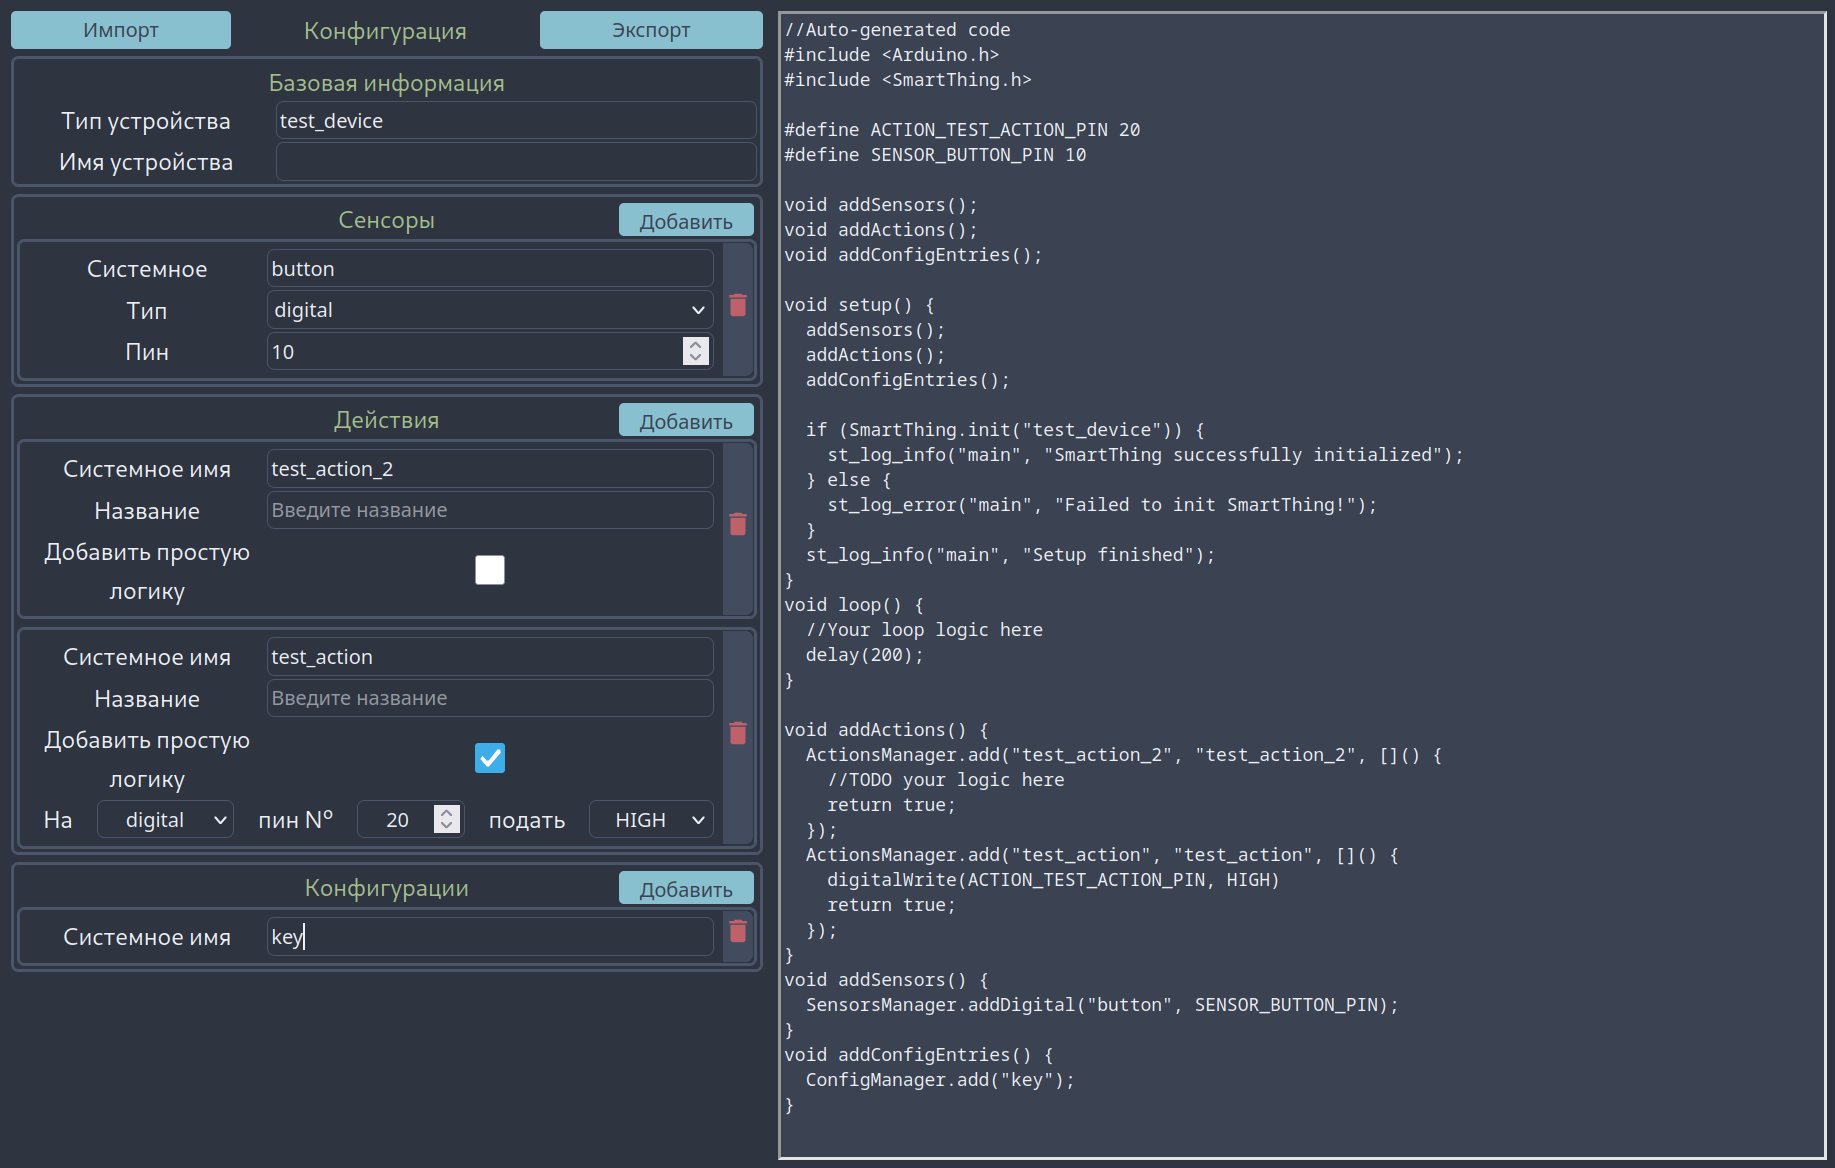 Импорт
Конфигурация
Экспорт
Базовая информация
Тип устройства
test_device
Имя устройства
Сенсоры
Добавить
Системное
button
Тип
digital
Пин
10
Действия
Добавить
Системное имя
test_action_2
Название
Введите название
Добавить простую
логику
Системное имя
test_action
Название
Введите название
Добавить простую
логику
На digital пин № 20 подать HIGH
Конфигурации
Добавить
Системное имя
key
//Auto-generated code
#include <Arduino.h>
#include <SmartThing.h>
#define ACTION_TEST_ACTION_PIN 20
#define SENSOR_BUTTON_PIN 10
void addSensors();
void addActions();
void addConfigEntries();
void setup() {
  addSensors();
  addActions();
  addConfigEntries();
  if (SmartThing.init("test_device")) {
    st_log_info("main", "SmartThing successfully initialized");
  } else {
    st_log_error("main", "Failed to init SmartThing!");
  }
  st_log_info("main", "Setup finished");
}
void loop() {
  //Your loop logic here
  delay(200);
}
void addActions() {
  ActionsManager.add("test_action_2", "test_action_2", []() {
    //TODO your logic here
    return true;
  });
  ActionsManager.add("test_action", "test_action", []() {
    digitalWrite(ACTION_TEST_ACTION_PIN, HIGH)
    return true;
  });
}
void addSensors() {
  SensorsManager.addDigital("button", SENSOR_BUTTON_PIN);
}
void addConfigEntries() {
  ConfigManager.add("key");
}